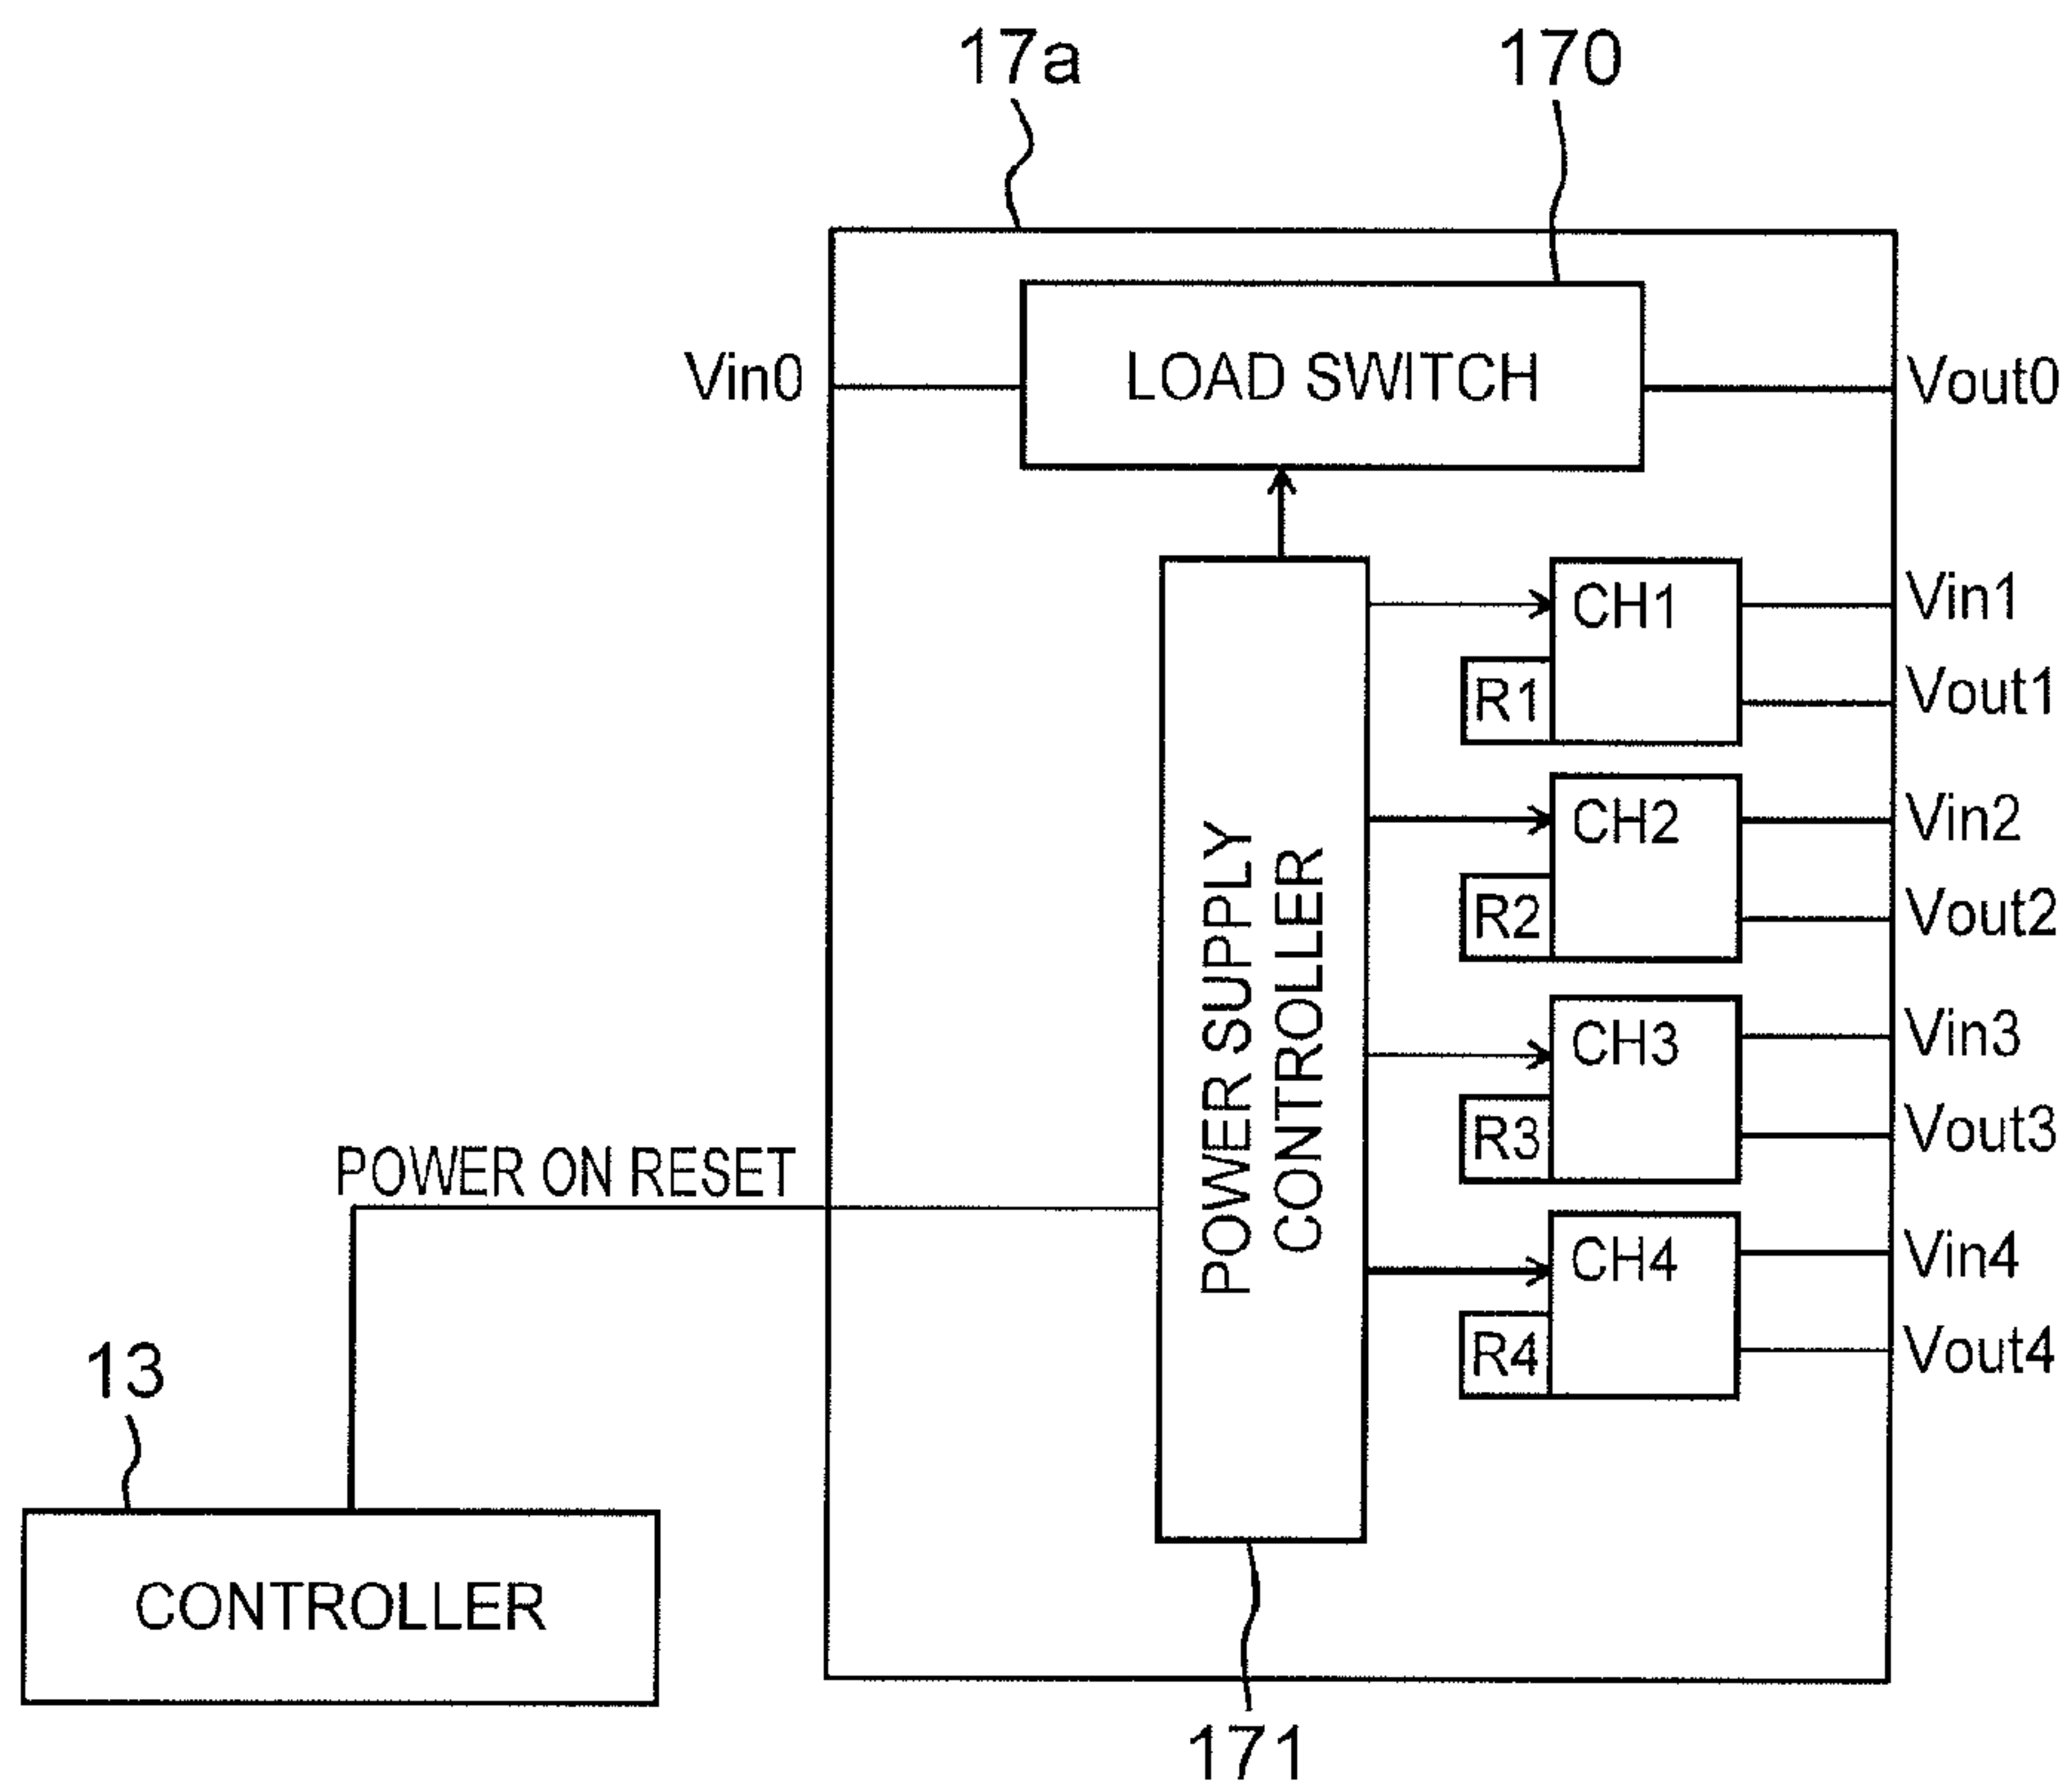 17a
170
Vin0
LOAD SWITCH
Vout0
CH1
Vin1
R1
Vout1
CH2
Vin2
R2
Vout2
POWER SUPPLY
CONTROLLER
CH3
Vin3
R3
Vout3
POWER ON RESET
CH4
Vin4
R4
Vout4
13
CONTROLLER
171